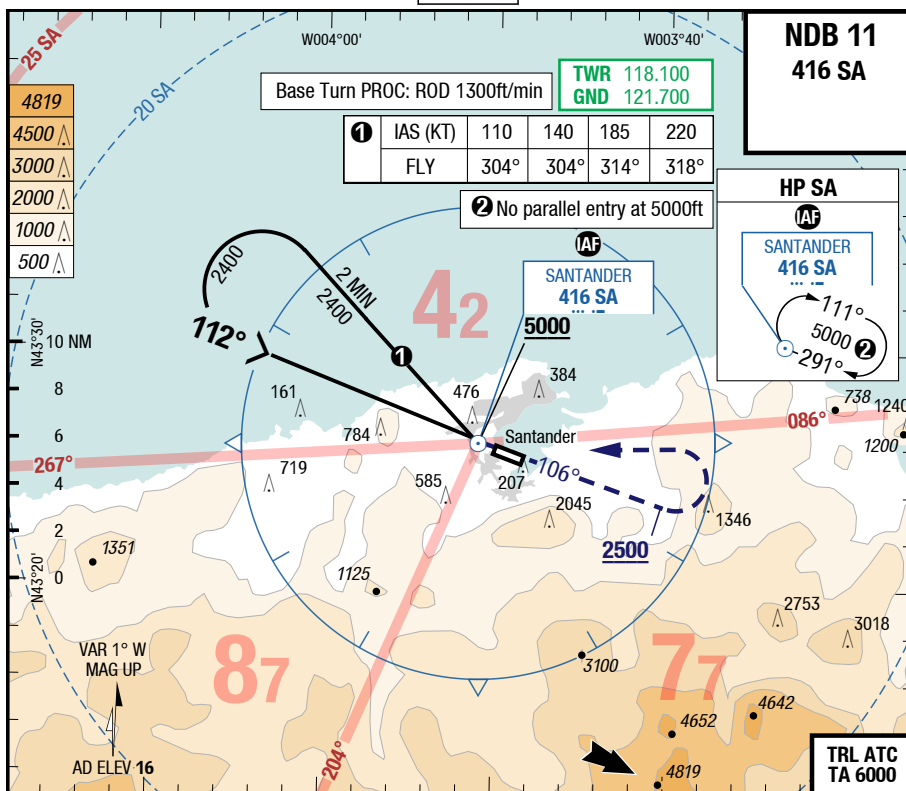 W004°00'
W003°40'
NDB 11
416 SA
25 SA
20 SA
TWR 118.100
GND 121.700
Base Turn PROC: ROD 1300ft/min
4819
4500
3000
2000
1000
500
❶ IAS (KT) 110 140 185 220
FLY 304° 304° 314° 318°
❷ No parallel entry at 5000ft
HP SA
IAF
SANTANDER
416 SA
111°
5000 ❷
291°
IAF
SANTANDER
416 SA
5000
2400
2 MIN
2400
112°
❶
42
N43°30'
10 NM
8
6
4
2
0
N43°20'
161
476
384
738
1240
784
086°
1200
Santander
267°
719
585
207
106°
2045
1346
2500
1351
1125
2753
3018
3100
87
77
VAR 1° W
MAG UP
4642
4652
204°
AD ELEV 16
4819
TRL ATC
TA 6000